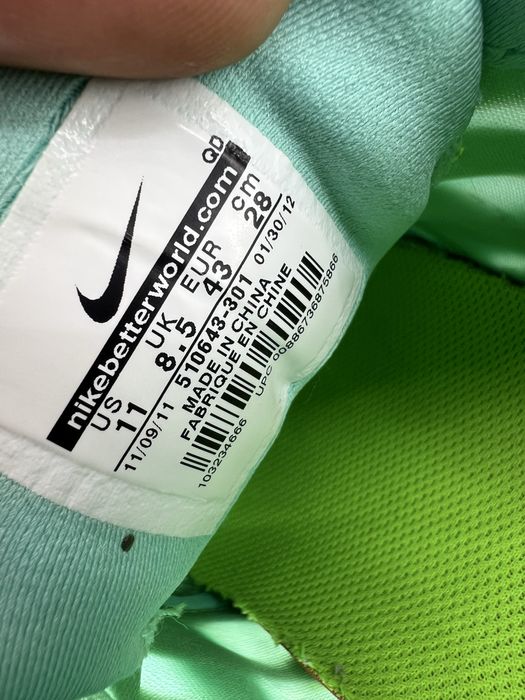 QD
nikebetterworld.com
US UK EUR cm
11 8.5 43 28
11/09/11 510643-301 01/30/12
MADE IN CHINA
FABRIQUE EN CHINE
103234666 UPC 00886736875866